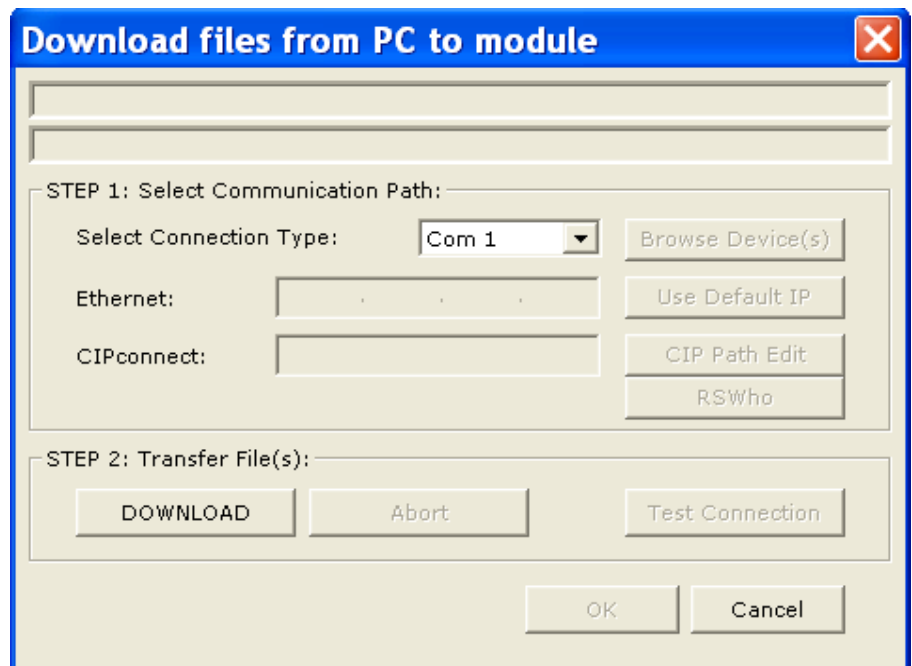 Download files from PC to module
STEP 1: Select Communication Path:
Select Connection Type: Com 1 Browse Device(s)
Ethernet: . . . Use Default IP
CIPconnect: CIP Path Edit
RSWho
STEP 2: Transfer File(s):
DOWNLOAD Abort Test Connection
OK Cancel